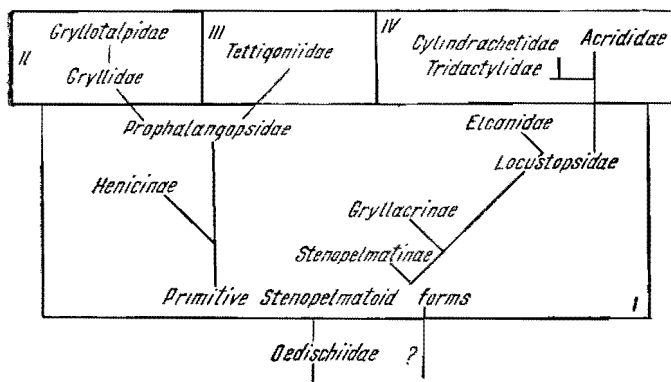 II
Gryllotalpidae
Gryllidae
III
Tettigoniidae
IV
Cylindrachetidae
Acrididae
Tridactylidae
Prophalangopsidae
Elcanidae
Henicinae
Locustopsidae
Gryllacrinae
Stenopelmatinae
Primitive Stenopelmatoid forms
I
Oedischiidae ?